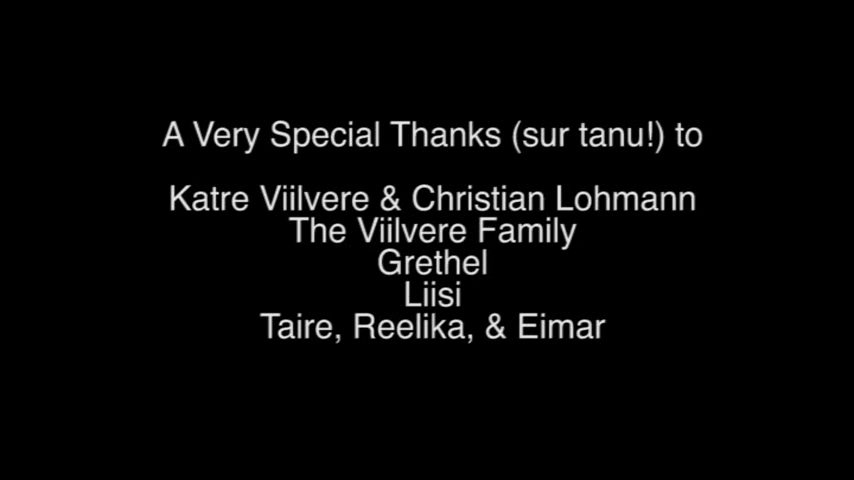 A Very Special Thanks (sur tanu!) to
Katre Viilvere & Christian Lohmann
The Viilvere Family
Grethel
Liisi
Taire, Reelika, & Eimar